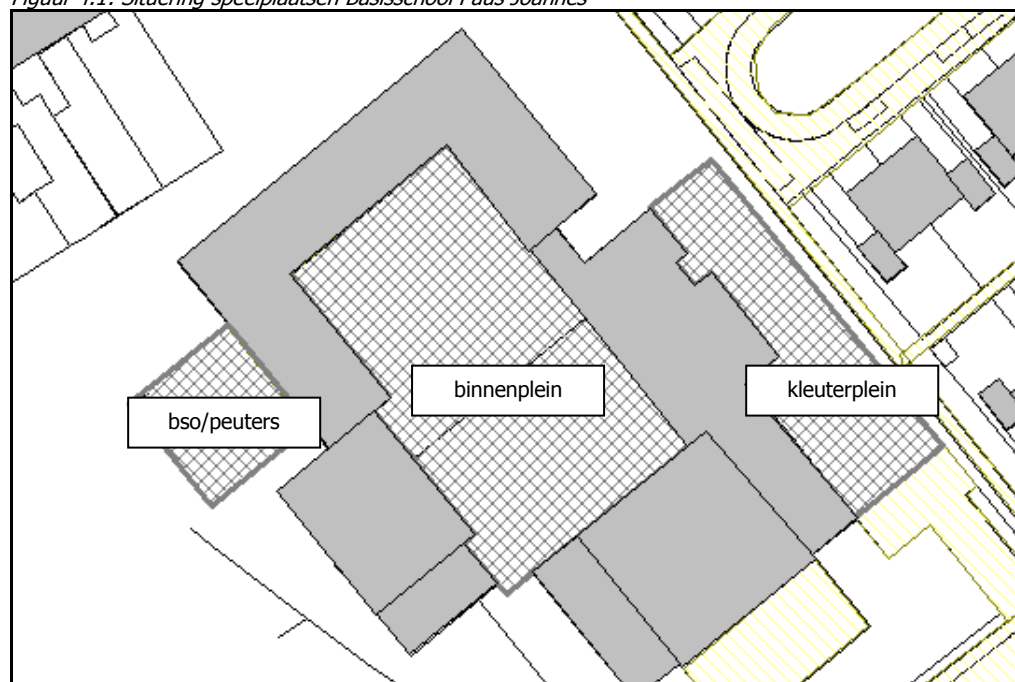 Figuur 4.1: Situering speelplaatsen Basisschool Paus Joannes
binnenplein
kleuterplein
bso/peuters